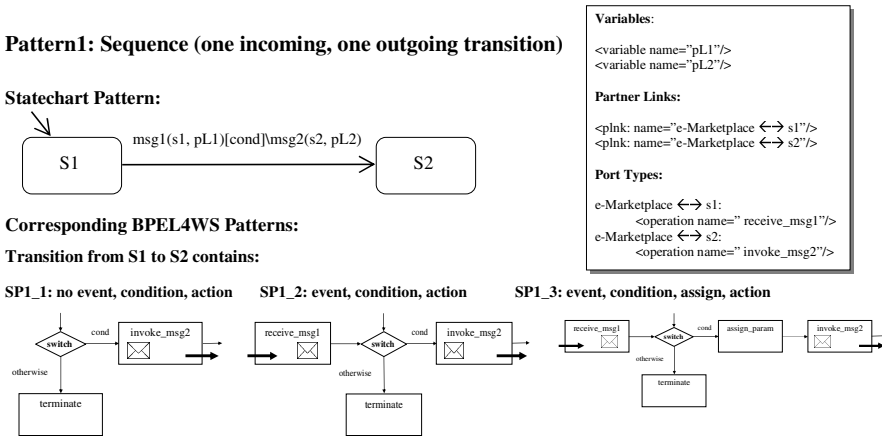 Pattern1: Sequence (one incoming, one outgoing transition)
Statechart Pattern:
msg1(s1, pL1)[cond]\msg2(s2, pL2)
S1
S2
Variables:
<variable name=”pL1”/>
<variable name=”pL2”/>
Partner Links:
<plnk: name=”e-Marketplace ←→ s1”/>
<plnk: name=”e-Marketplace ←→ s2”/>
Port Types:
e-Marketplace ←→ s1:
<operation name=” receive_msg1”/>
e-Marketplace ←→ s2:
<operation name=” invoke_msg2”/>
Corresponding BPEL4WS Patterns:
Transition from S1 to S2 contains:
SP1_1: no event, condition, action
switch
cond
invoke_msg2
otherwise
terminate
SP1_2: event, condition, action
receive_msg1
switch
cond
invoke_msg2
otherwise
terminate
SP1_3: event, condition, assign, action
receive_msg1
switch
cond
assign_param
invoke_msg2
otherwise
terminate